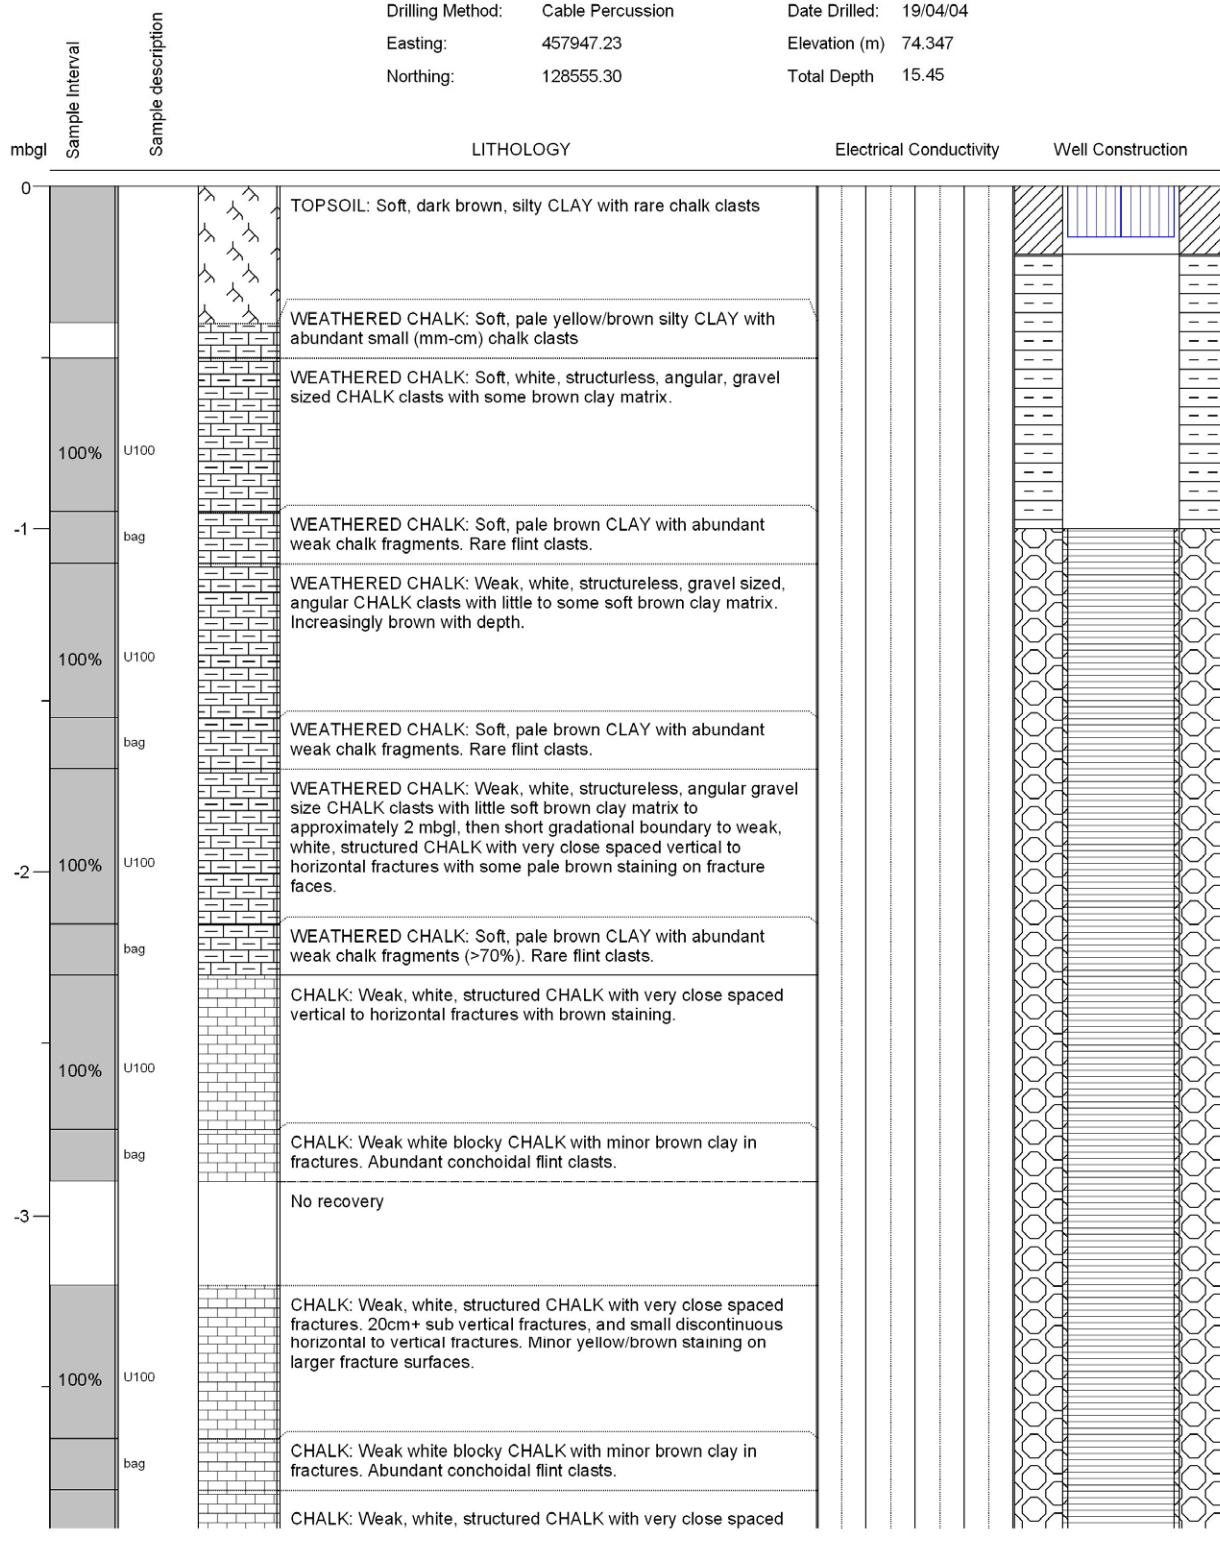 Drilling Method: Cable Percussion Date Drilled: 19/04/04
Easting: 457947.23 Elevation (m) 74.347
Northing: 128555.30 Total Depth 15.45
mbgl Sample Interval Sample description LITHOLOGY Electrical Conductivity Well Construction
0
TOPSOIL: Soft, dark brown, silty CLAY with rare chalk clasts
WEATHERED CHALK: Soft, pale yellow/brown silty CLAY with
abundant small (mm-cm) chalk clasts
WEATHERED CHALK: Soft, white, structurless, angular, gravel
sized CHALK clasts with some brown clay matrix.
100% U100
WEATHERED CHALK: Soft, pale brown CLAY with abundant
weak chalk fragments. Rare flint clasts.
-1
bag
WEATHERED CHALK: Weak, white, structureless, gravel sized,
angular CHALK clasts with little to some soft brown clay matrix.
Increasingly brown with depth.
100% U100
WEATHERED CHALK: Soft, pale brown CLAY with abundant
weak chalk fragments. Rare flint clasts.
bag
WEATHERED CHALK: Weak, white, structureless, angular gravel
size CHALK clasts with little soft brown clay matrix to
approximately 2 mbgl, then short gradational boundary to weak,
white, structured CHALK with very close spaced vertical to
horizontal fractures with some pale brown staining on fracture
faces.
100% U100
-2
WEATHERED CHALK: Soft, pale brown CLAY with abundant
weak chalk fragments (>70%). Rare flint clasts.
bag
CHALK: Weak, white, structured CHALK with very close spaced
vertical to horizontal fractures with brown staining.
100% U100
CHALK: Weak white blocky CHALK with minor brown clay in
fractures. Abundant conchoidal flint clasts.
bag
No recovery
-3
CHALK: Weak, white, structured CHALK with very close spaced
fractures. 20cm+ sub vertical fractures, and small discontinuous
horizontal to vertical fractures. Minor yellow/brown staining on
larger fracture surfaces.
100% U100
CHALK: Weak white blocky CHALK with minor brown clay in
fractures. Abundant conchoidal flint clasts.
bag
CHALK: Weak, white, structured CHALK with very close spaced